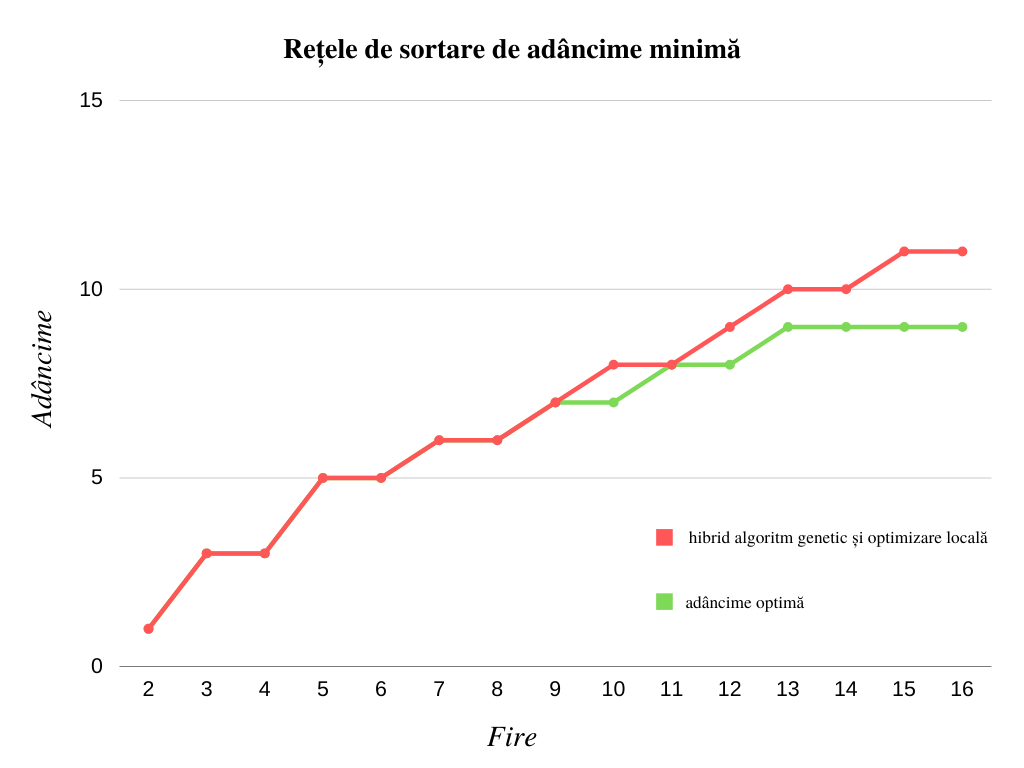 Rețele de sortare de adâncime minimă
15
10
5
0
Adâncime
hibrid algoritm genetic și optimizare locală
adâncime optimă
2 3 4 5 6 7 8 9 10 11 12 13 14 15 16
Fire